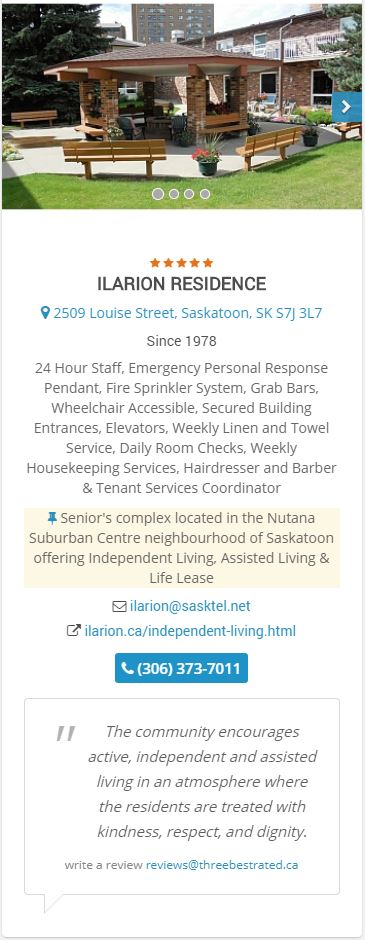 ILARION RESIDENCE
2509 Louise Street, Saskatoon, SK S7J 3L7
Since 1978
24 Hour Staff, Emergency Personal Response
Pendant, Fire Sprinkler System, Grab Bars,
Wheelchair Accessible, Secured Building
Entrances, Elevators, Weekly Linen and Towel
Service, Daily Room Checks, Weekly
Housekeeping Services, Hairdresser and Barber
& Tenant Services Coordinator
Senior's complex located in the Nutana
Suburban Centre neighbourhood of Saskatoon
offering Independent Living, Assisted Living &
Life Lease
ilarion@sasktel.net
ilarion.ca/independent-living.html
(306) 373-7011
" The community encourages
active, independent and assisted
living in an atmosphere where
the residents are treated with
kindness, respect, and dignity.
write a review reviews@threebestrated.ca